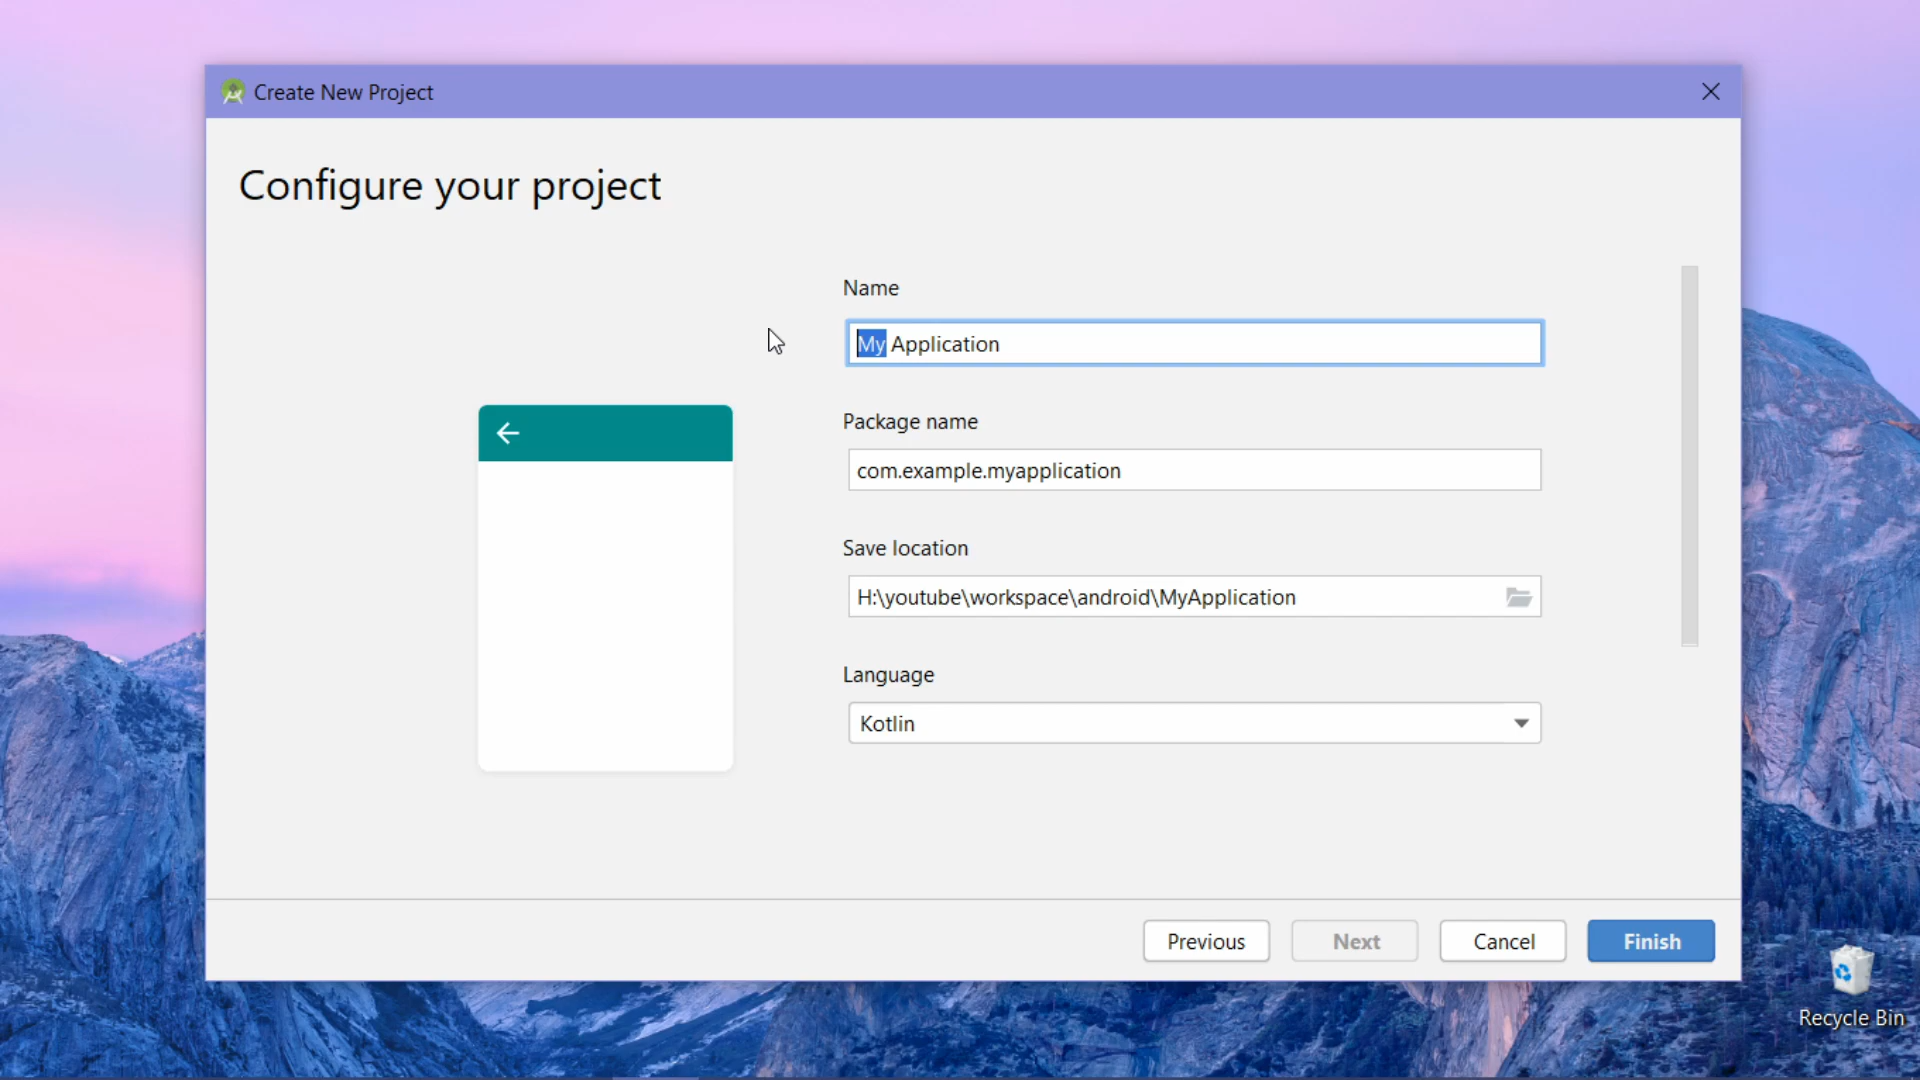 Create New Project
Configure your project
Name
My Application
Package name
com.example.myapplication
Save location
H:\youtube\workspace\android\MyApplication
Language
Kotlin
Previous
Next
Cancel
Finish
Recycle Bin